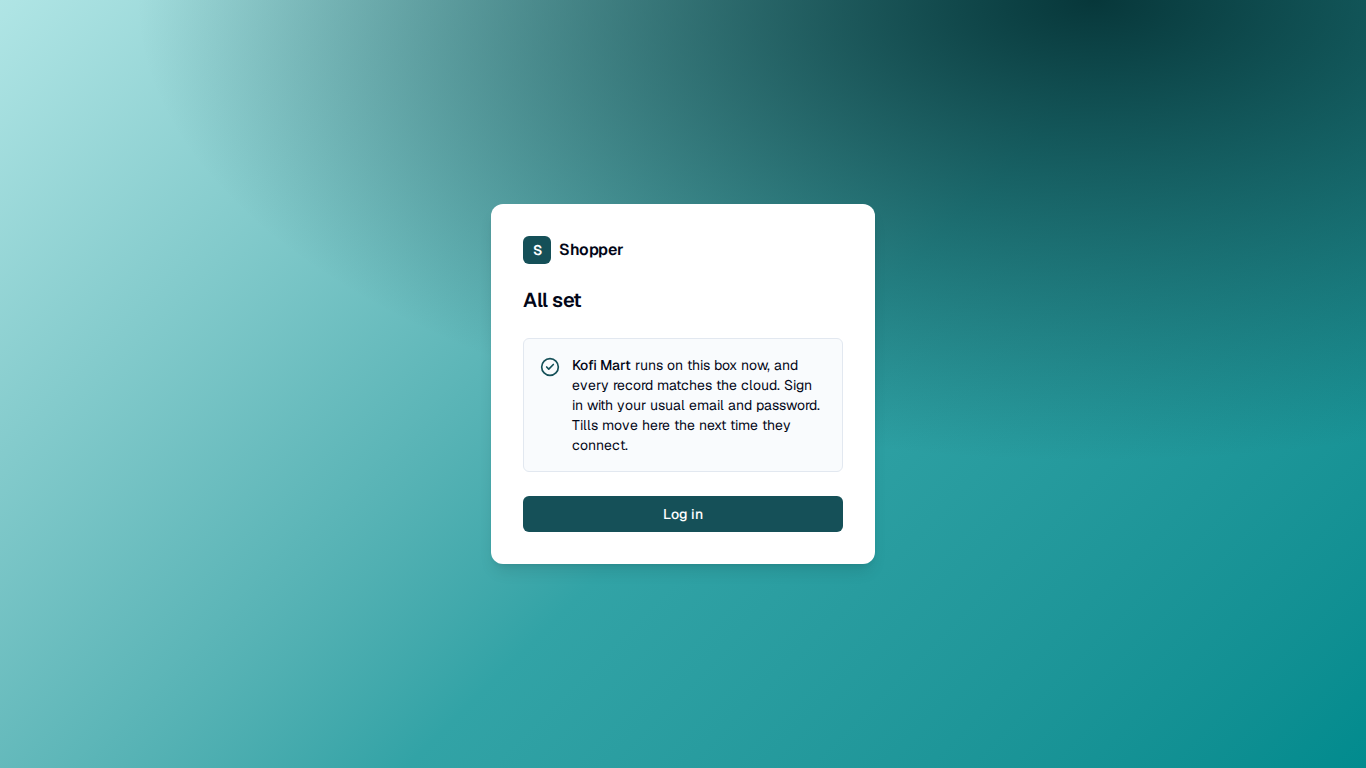 S
Shopper
All set
Kofi Mart runs on this box now, and
every record matches the cloud. Sign
in with your usual email and password.
Tills move here the next time they
connect.
Log in